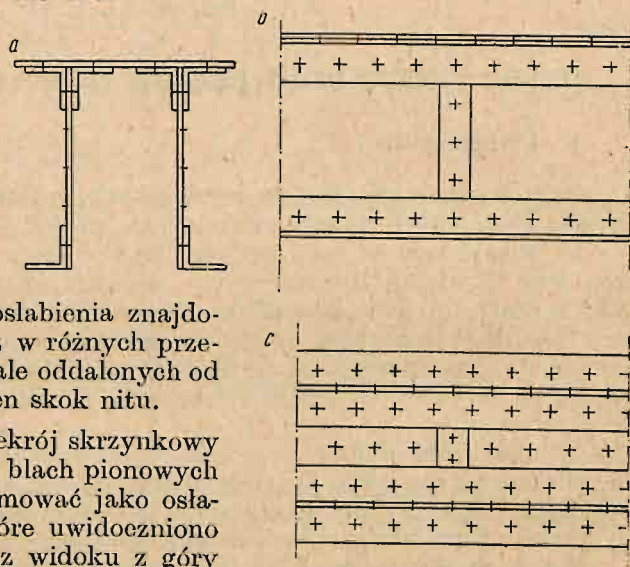 a
b
osłabienia znajdo-
w różnych prze-
ale oddalonych od
en skok nitu.
ekrój skrzynkowy
blach pionowych
mować jako osła-
óre uwidoczniono
z widoku z góry
c